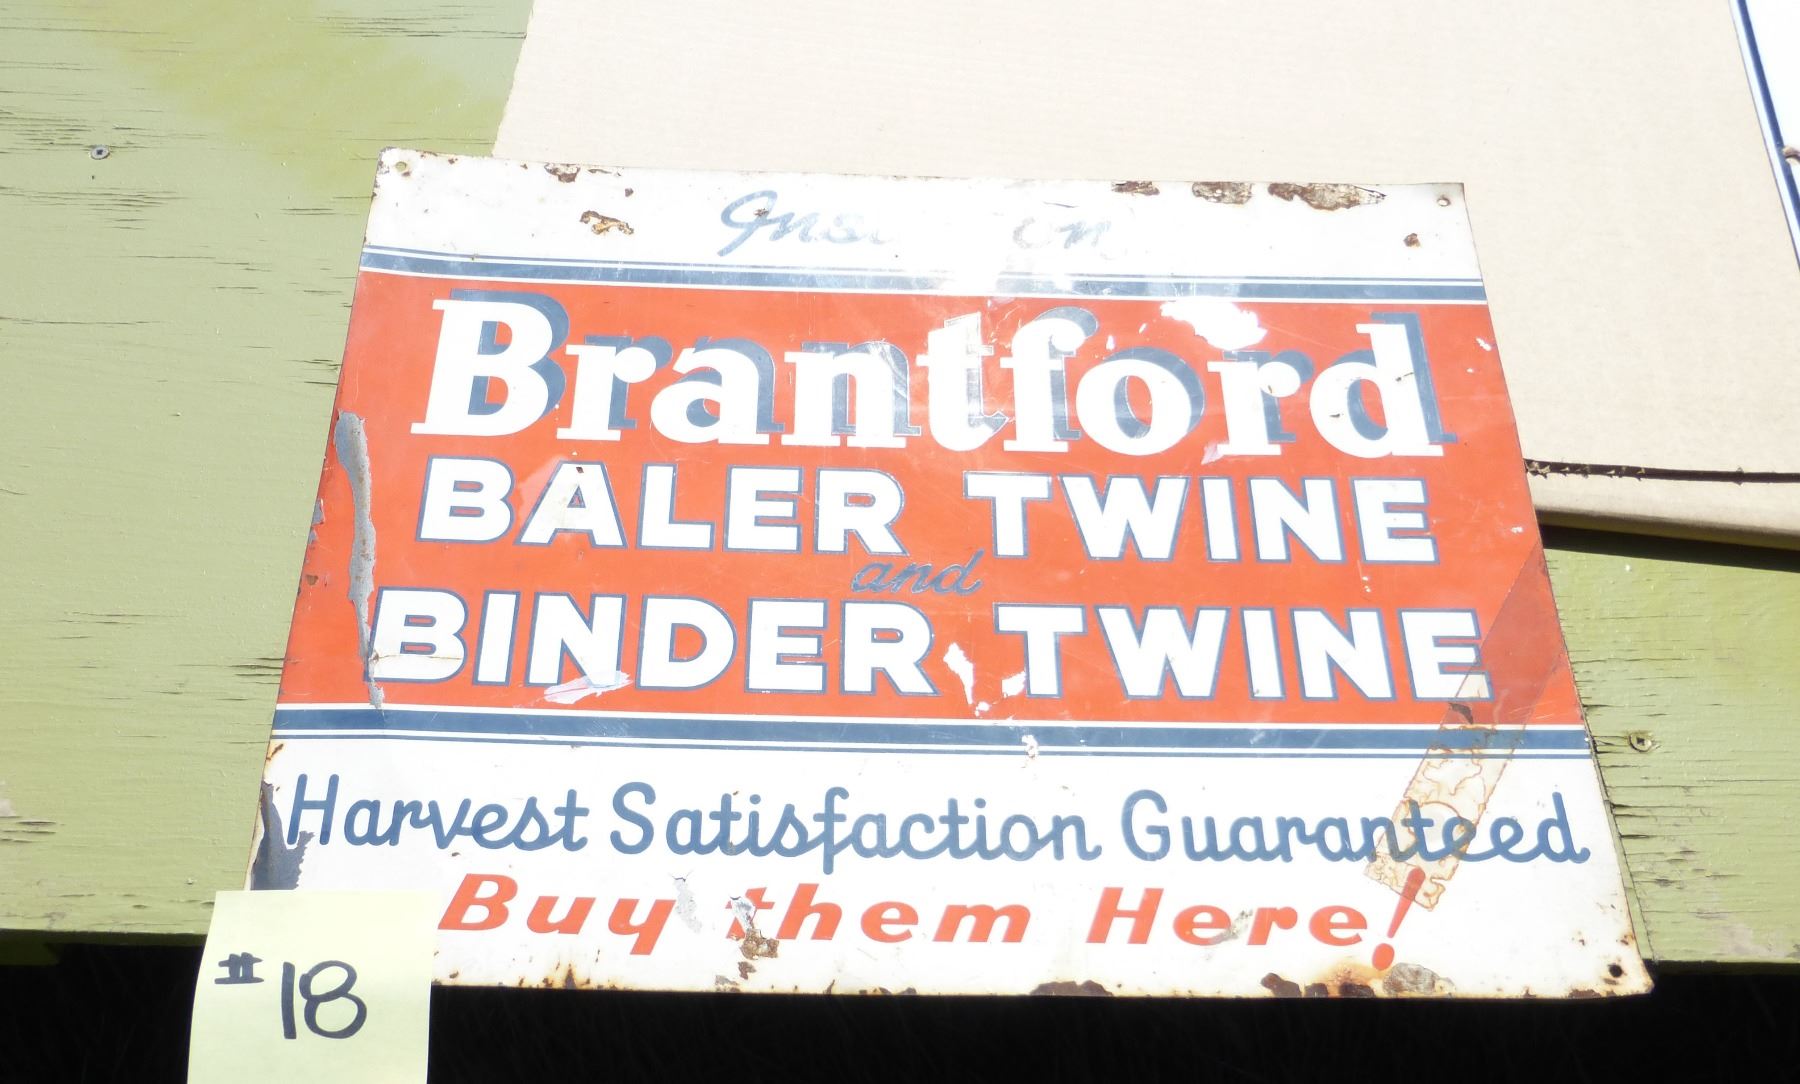 Brantford
BALER TWINE
and
BINDER TWINE
Harvest Satisfaction Guaranteed
Buy them Here!
#18